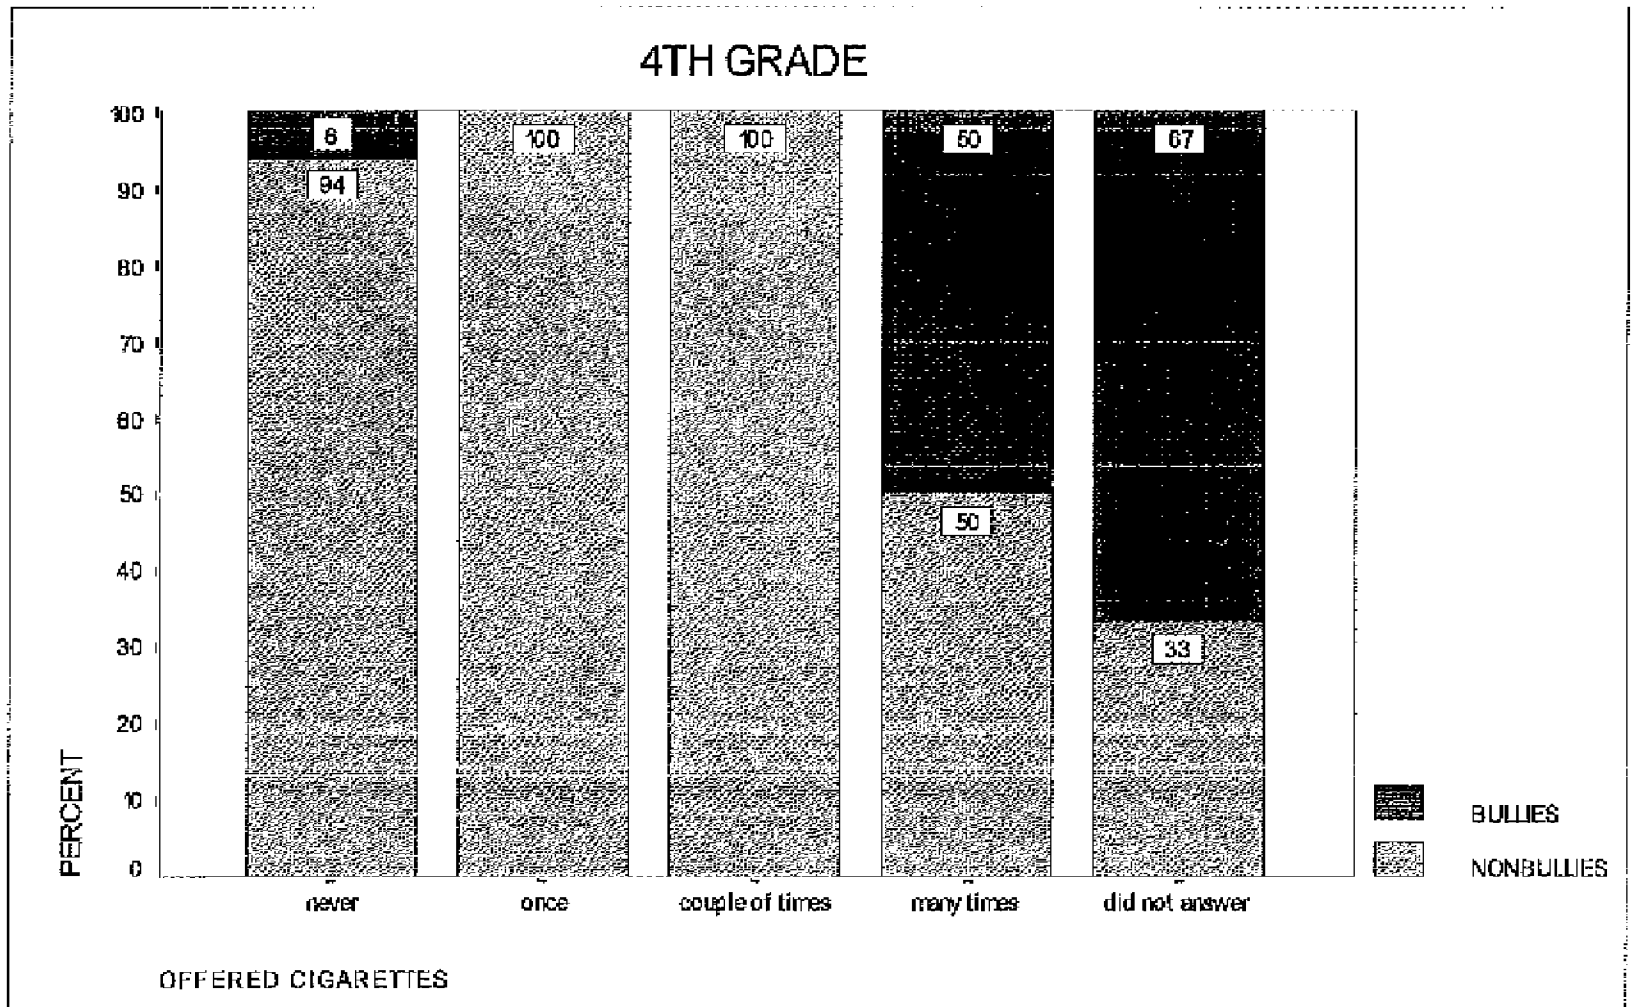 4TH GRADE
100
90
80
70
60
50
40
30
20
10
0
PERCENT
6
94
100
100
50
50
67
33
never
once
couple of times
many times
did not answer
OFFERED CIGARETTES
BULLIES
NONBULLIES